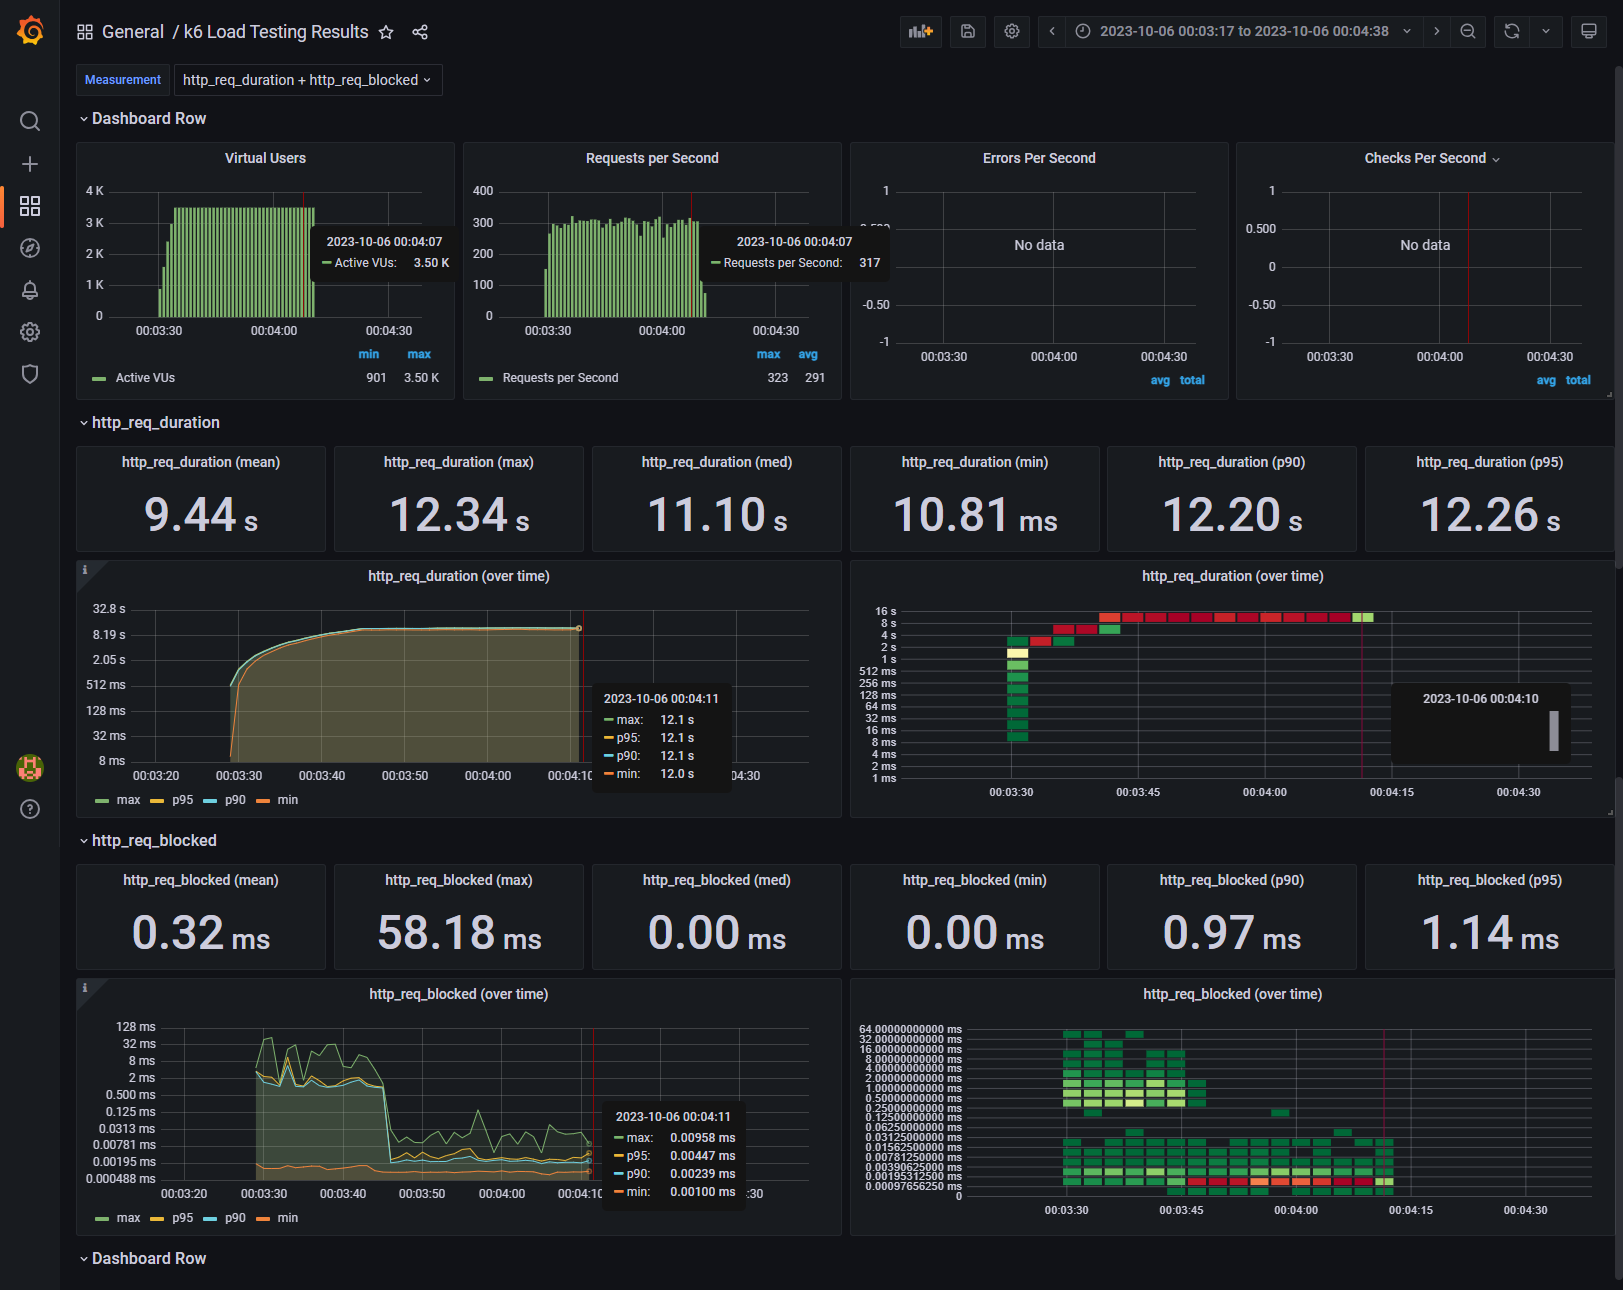 General / k6 Load Testing Results
2023-10-06 00:03:17 to 2023-10-06 00:04:38
Measurement
http_req_duration + http_req_blocked
Dashboard Row
Virtual Users
4 K
3 K
2 K
1 K
0
00:03:30 00:04:00 00:04:30
2023-10-06 00:04:07
Active VUs: 3.50 K
min max
Active VUs 901 3.50 K
Requests per Second
400
300
200
100
0
00:03:30 00:04:00 00:04:30
2023-10-06 00:04:07
Requests per Second: 317
max avg
Requests per Second 323 291
Errors Per Second
1
-0.50
-1
No data
00:03:30 00:04:00 00:04:30
avg total
Checks Per Second
1
0.500
0
-0.50
-1
No data
00:03:30 00:04:00 00:04:30
avg total
http_req_duration
http_req_duration (mean)
9.44 s
http_req_duration (max)
12.34 s
http_req_duration (med)
11.10 s
http_req_duration (min)
10.81 ms
http_req_duration (p90)
12.20 s
http_req_duration (p95)
12.26 s
i
http_req_duration (over time)
32.8 s
8.19 s
2.05 s
512 ms
128 ms
32 ms
8 ms
00:03:20 00:03:30 00:03:40 00:03:50 00:04:00 00:04:10 :04:30
2023-10-06 00:04:11
max: 12.1 s
p95: 12.1 s
p90: 12.1 s
min: 12.0 s
max p95 p90 min
http_req_duration (over time)
16 s
8 s
4 s
2 s
1 s
512 ms
256 ms
128 ms
64 ms
32 ms
16 ms
8 ms
4 ms
2 ms
1 ms
2023-10-06 00:04:10
00:03:30 00:03:45 00:04:00 00:04:15 00:04:30
http_req_blocked
http_req_blocked (mean)
0.32 ms
http_req_blocked (max)
58.18 ms
http_req_blocked (med)
0.00 ms
http_req_blocked (min)
0.00 ms
http_req_blocked (p90)
0.97 ms
http_req_blocked (p95)
1.14 ms
i
http_req_blocked (over time)
128 ms
32 ms
8 ms
2 ms
0.500 ms
0.125 ms
0.0313 ms
0.00781 ms
0.00195 ms
0.000488 ms
00:03:20 00:03:30 00:03:40 00:03:50 00:04:00 00:04:10 :30
2023-10-06 00:04:11
max: 0.00958 ms
p95: 0.00447 ms
p90: 0.00239 ms
min: 0.00100 ms
max p95 p90 min
http_req_blocked (over time)
64.00000000000 ms
32.00000000000 ms
16.00000000000 ms
8.00000000000 ms
4.00000000000 ms
2.00000000000 ms
1.00000000000 ms
0.50000000000 ms
0.25000000000 ms
0.12500000000 ms
0.06250000000 ms
0.03125000000 ms
0.01562500000 ms
0.00781250000 ms
0.00390625000 ms
0.00195312500 ms
0.00097656250 ms
0
00:03:30 00:03:45 00:04:00 00:04:15 00:04:30
Dashboard Row